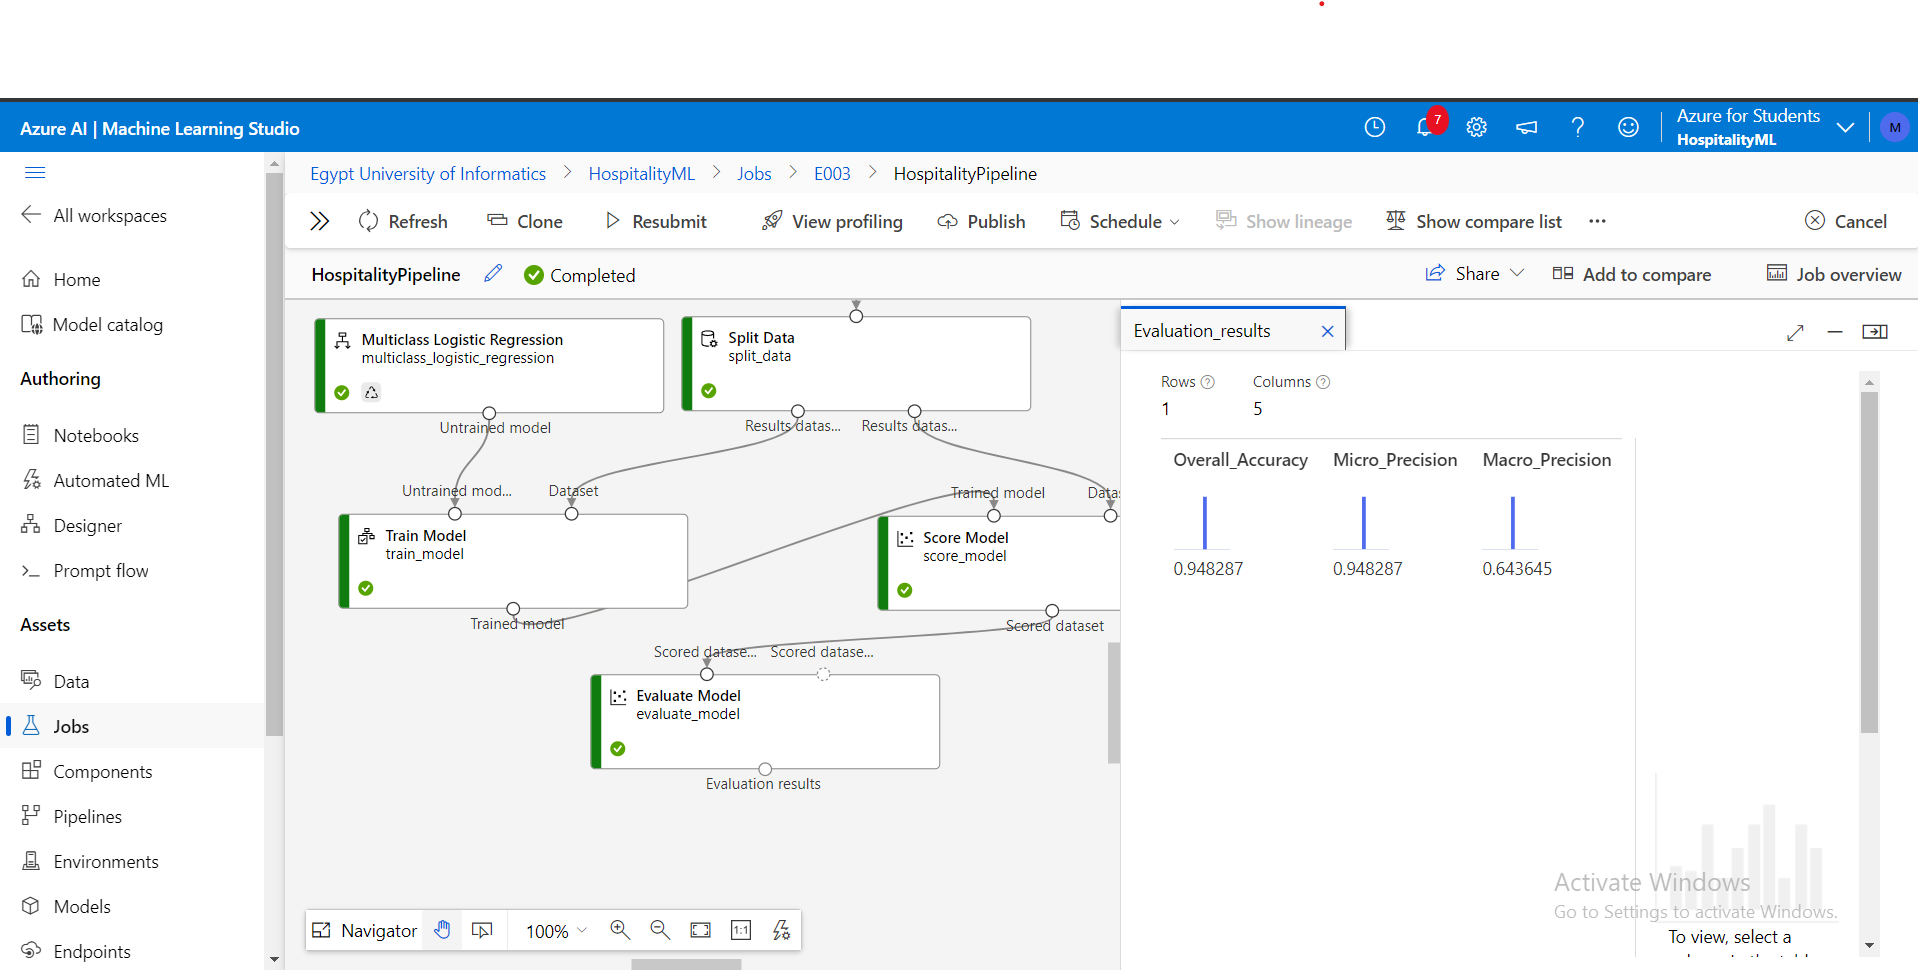 Azure AI | Machine Learning Studio
7
Azure for Students
HospitalityML
M
All workspaces
Home
Model catalog
Authoring
Notebooks
Automated ML
Designer
Prompt flow
Assets
Data
Jobs
Components
Pipelines
Environments
Models
Endpoints
Egypt University of Informatics > HospitalityML > Jobs > E003 > HospitalityPipeline
Refresh Clone Resubmit View profiling Publish Schedule Show lineage Show compare list ... Cancel
HospitalityPipeline Completed Share Add to compare Job overview
Multiclass Logistic Regression
multiclass_logistic_regression
Untrained model
Split Data
split_data
Results datas... Results datas...
Untrained mod... Dataset
Train Model
train_model
Trained model
Trained model Datas
Score Model
score_model
Scored dataset
Scored datase... Scored datase...
Evaluate Model
evaluate_model
Evaluation results
Navigator 100% 1:1
Evaluation_results
Rows Columns
1 5
Overall_Accuracy Micro_Precision Macro_Precision
0.948287 0.948287 0.643645
Activate Windows
Go to Settings to activate Windows.
To view, select a